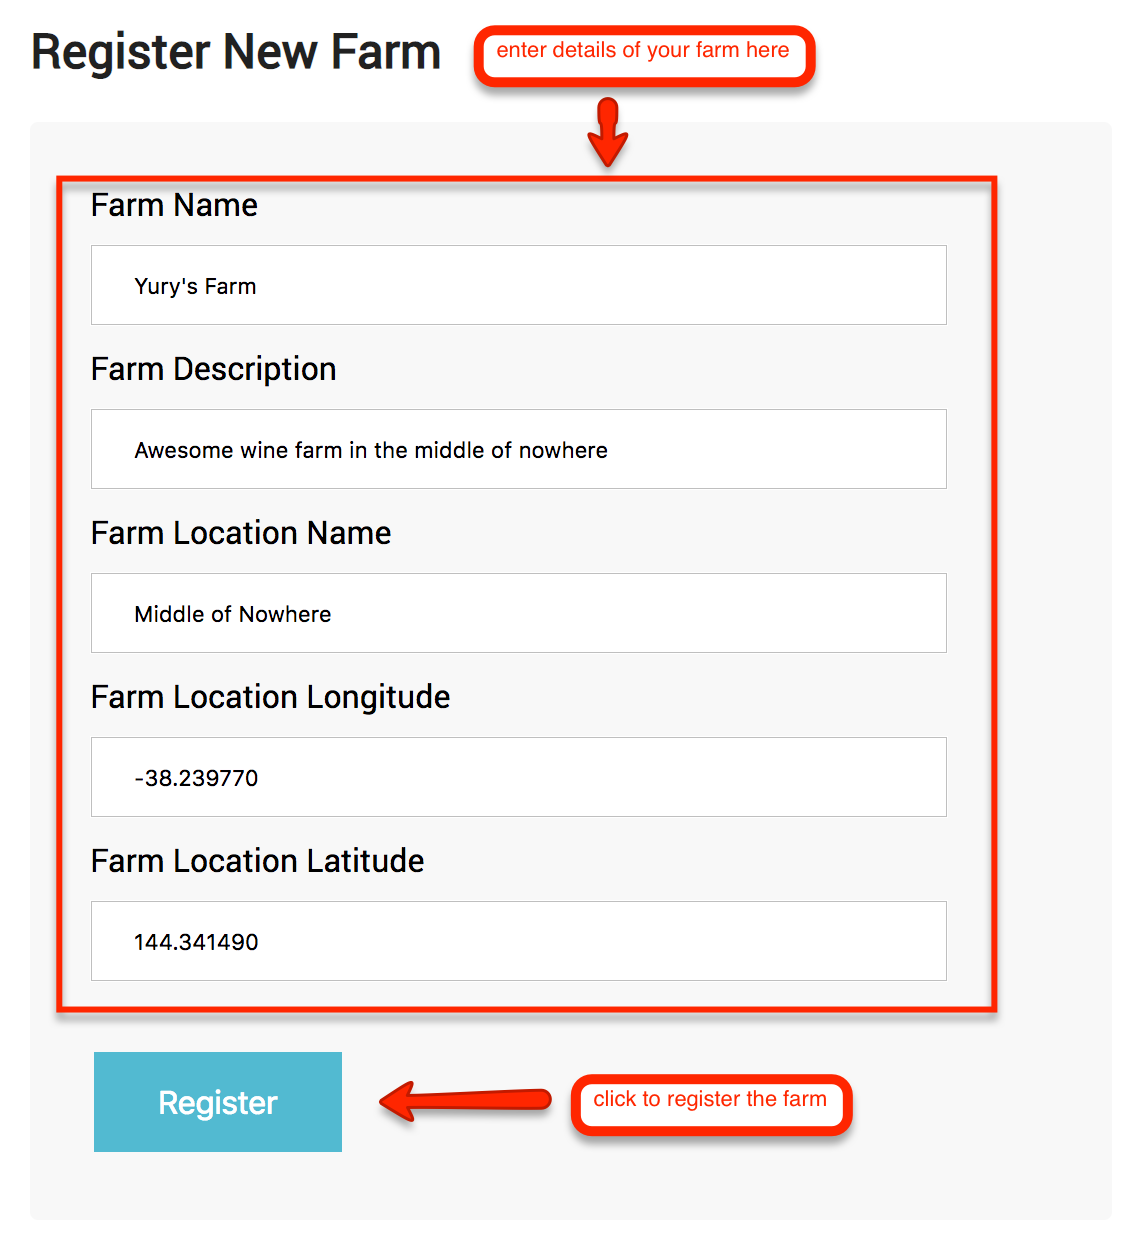 Register New Farm
enter details of your farm here
Farm Name
Yury's Farm
Farm Description
Awesome wine farm in the middle of nowhere
Farm Location Name
Middle of Nowhere
Farm Location Longitude
-38.239770
Farm Location Latitude
144.341490
Register
click to register the farm